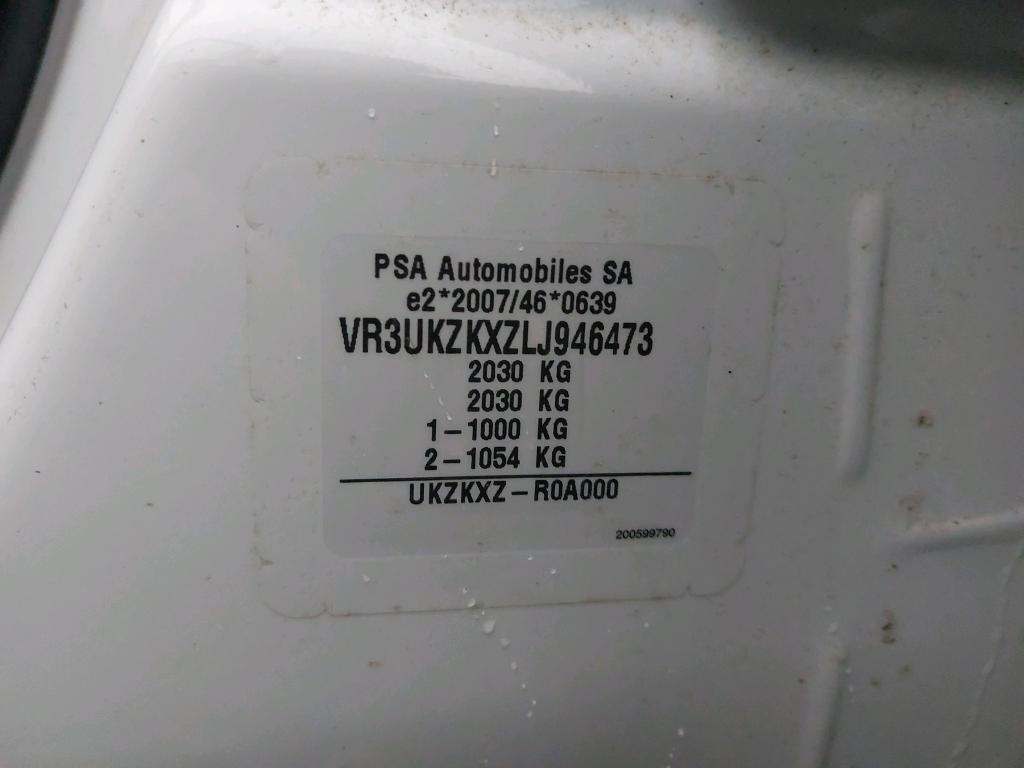 PSA Automobiles SA
e2*2007/46*0639
VR3UKZKXZLJ946473
2030 KG
2030 KG
1-1000 KG
2-1054 KG
UKZKXZ-R0A000
200599790